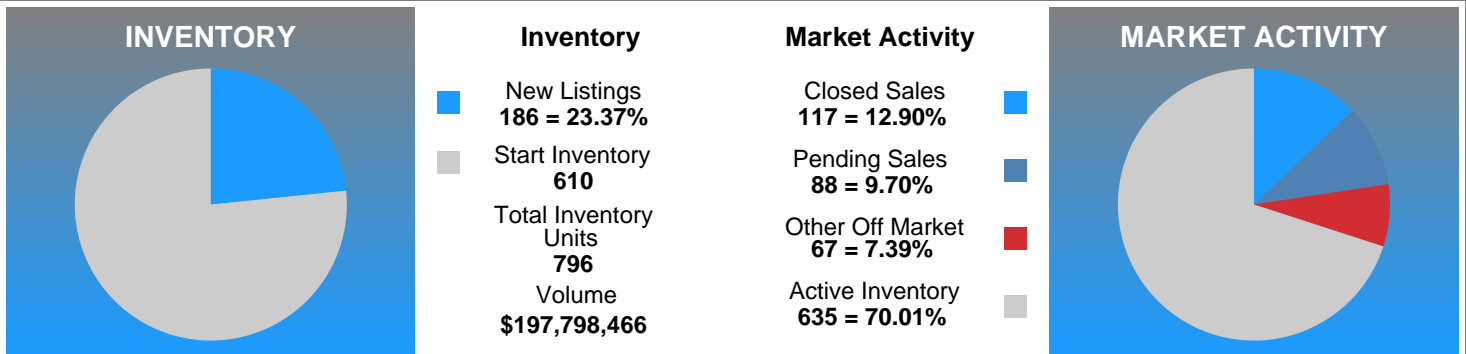 INVENTORY
Inventory
New Listings
186 = 23.37%
Start Inventory
610
Total Inventory
Units
796
Volume
$197,798,466
Market Activity
Closed Sales
117 = 12.90%
Pending Sales
88 = 9.70%
Other Off Market
67 = 7.39%
Active Inventory
635 = 70.01%
MARKET ACTIVITY